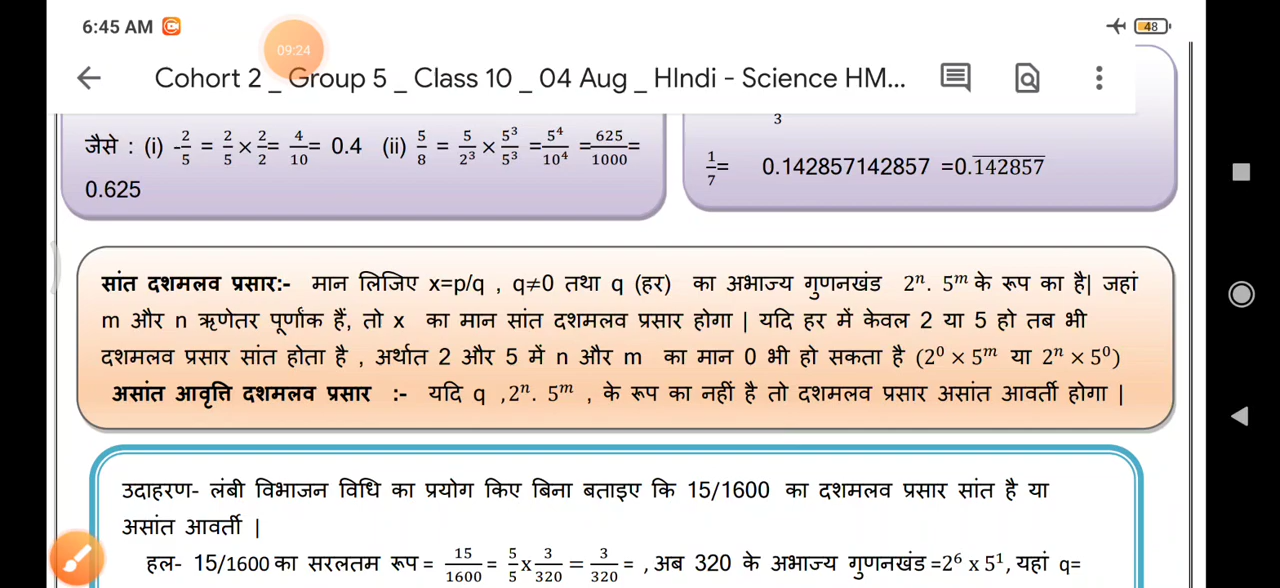 6:45 AM
48
09:24
Cohort 2 _ Group 5 _ Class 10 _ 04 Aug _ HIndi - Science HM...
जैसे : (i) -2/5 = 2/5 × 2/2 = 4/10 = 0.4 (ii) 5/8 = 5/2³ × 5³/5³ = 5⁴/10⁴ = 625/1000 =
0.625
3
1/7 = 0.142857142857 =0.1̅4̅2̅8̅5̅7̅
सांत दशमलव प्रसार:- मान लिजिए x=p/q , q≠0 तथा q (हर) का अभाज्य गुणनखंड 2ⁿ. 5ᵐ के रूप का है| जहां
m और n ऋणेतर पूर्णांक हैं, तो x का मान सांत दशमलव प्रसार होगा | यदि हर में केवल 2 या 5 हो तब भी
दशमलव प्रसार सांत होता है , अर्थात 2 और 5 में n और m का मान 0 भी हो सकता है (2⁰ × 5ᵐ या 2ⁿ × 5⁰)
असांत आवृत्ति दशमलव प्रसार :- यदि q ,2ⁿ. 5ᵐ , के रूप का नहीं है तो दशमलव प्रसार असांत आवर्ती होगा |
उदाहरण- लंबी विभाजन विधि का प्रयोग किए बिना बताइए कि 15/1600 का दशमलव प्रसार सांत है या
असांत आवर्ती |
हल- 15/1600 का सरलतम रूप = 15/1600 = 5/5 x 3/320 = 3/320 = , अब 320 के अभाज्य गुणनखंड =2⁶ x 5¹, यहां q=